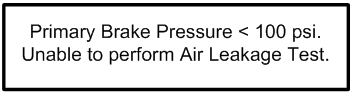 Primary Brake Pressure < 100 psi.
Unable to perform Air Leakage Test.